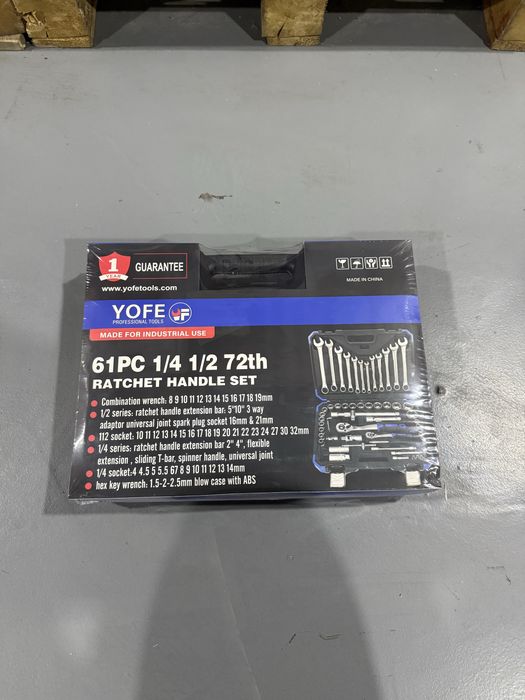 1
YEAR
GUARANTEE
www.yofetools.com
MADE IN CHINA
YOFE
PROFESSIONAL TOOLS
MADE FOR INDUSTRIAL USE
61PC 1/4 1/2 72th
RATCHET HANDLE SET
Combination wrench: 8 9 10 11 12 13 14 15 16 17 18 19mm
1/2 series: ratchet handle extension bar: 5"10" 3 way
adaptor universal joint spark plug socket 16mm & 21mm
112 socket: 10 11 12 13 14 15 16 17 18 19 20 21 22 23 24 27 30 32mm
1/4 series: ratchet handle extension bar 2" 4", flexible
extension , sliding T-bar, spinner handle, universal joint
1/4 socket:4 4.5 5 5.5 67 8 9 10 11 12 13 14mm
hex key wrench: 1.5-2-2.5mm blow case with ABS